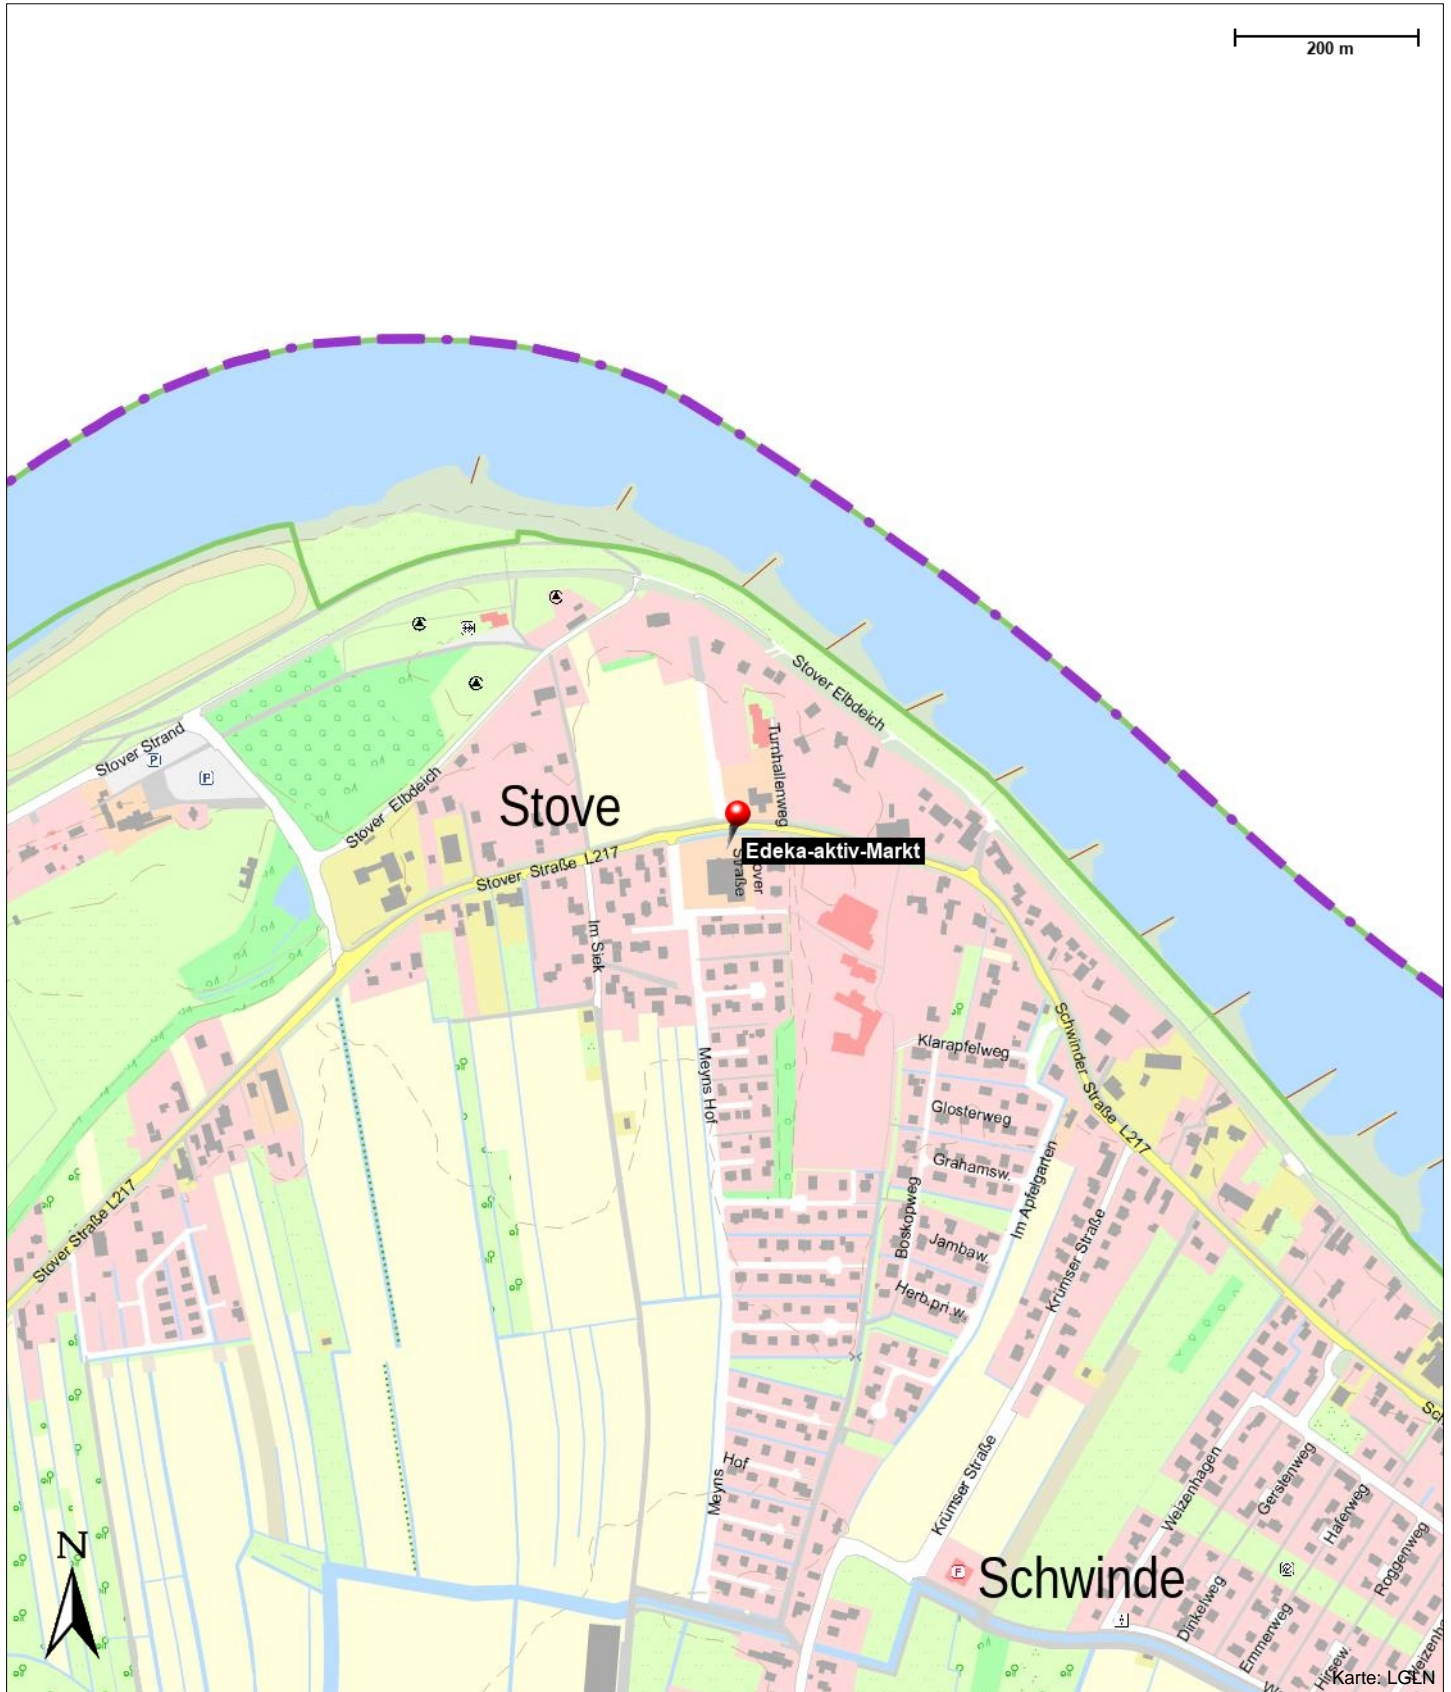 200 m
Stover Elbdeich
Stover Strand
P
P
Turnhallenweg
Stover Elbdeich
Stove
Edeka-aktiv-Markt
Stover Straße L217
Straße
Im Siek
Schwinder Straße L217
Klarapfelweg
Meyns Hof
Glosterweg
Grahamsw.
Im Apfelgarten
Boskopweg
Stover Straße L217
Jambaw.
Krümser Straße
Herb.pri.w.
Sch
Hof
Meyns
Krümser Straße
Weizenhagen
Gerstenweg
Haferweg
Roggenweg
N
F
Schwinde
Dinkelweg
Emmerweg
Hirsew.
Karte: LGLN